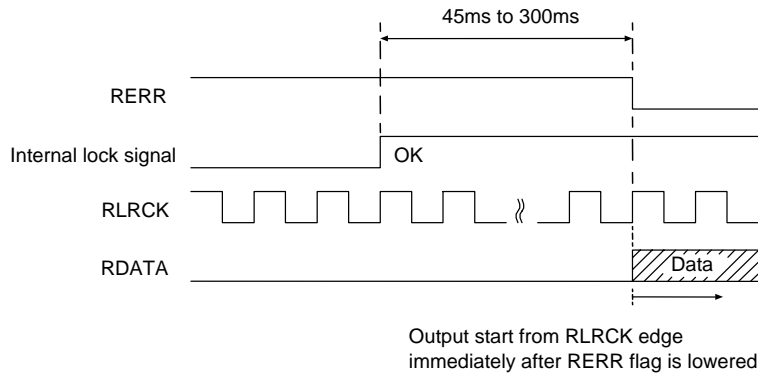 45ms to 300ms
RERR
Internal lock signal
OK
RLRCK
RDATA
Data
Output start from RLRCK edge
immediately after RERR flag is lowered